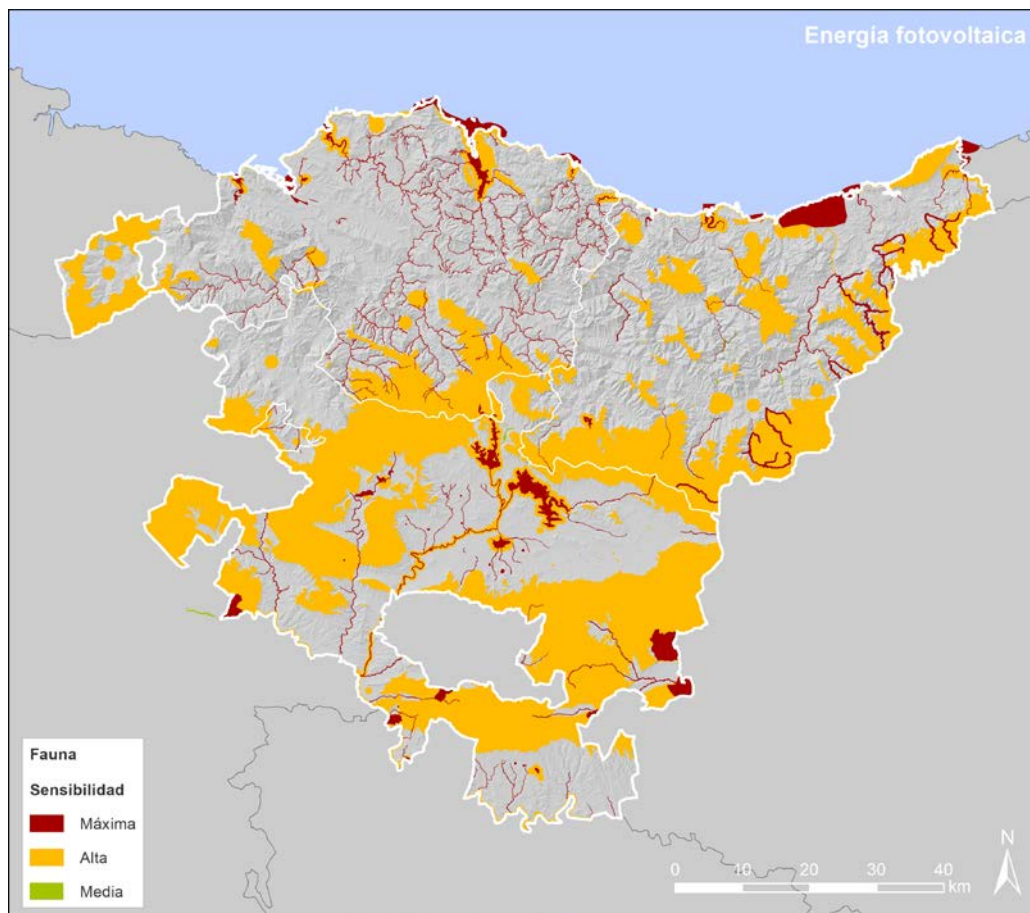 Energía fotovoltaica
Fauna
Sensibilidad
Máxima
Alta
Media
N
0 10 20 30 40
km